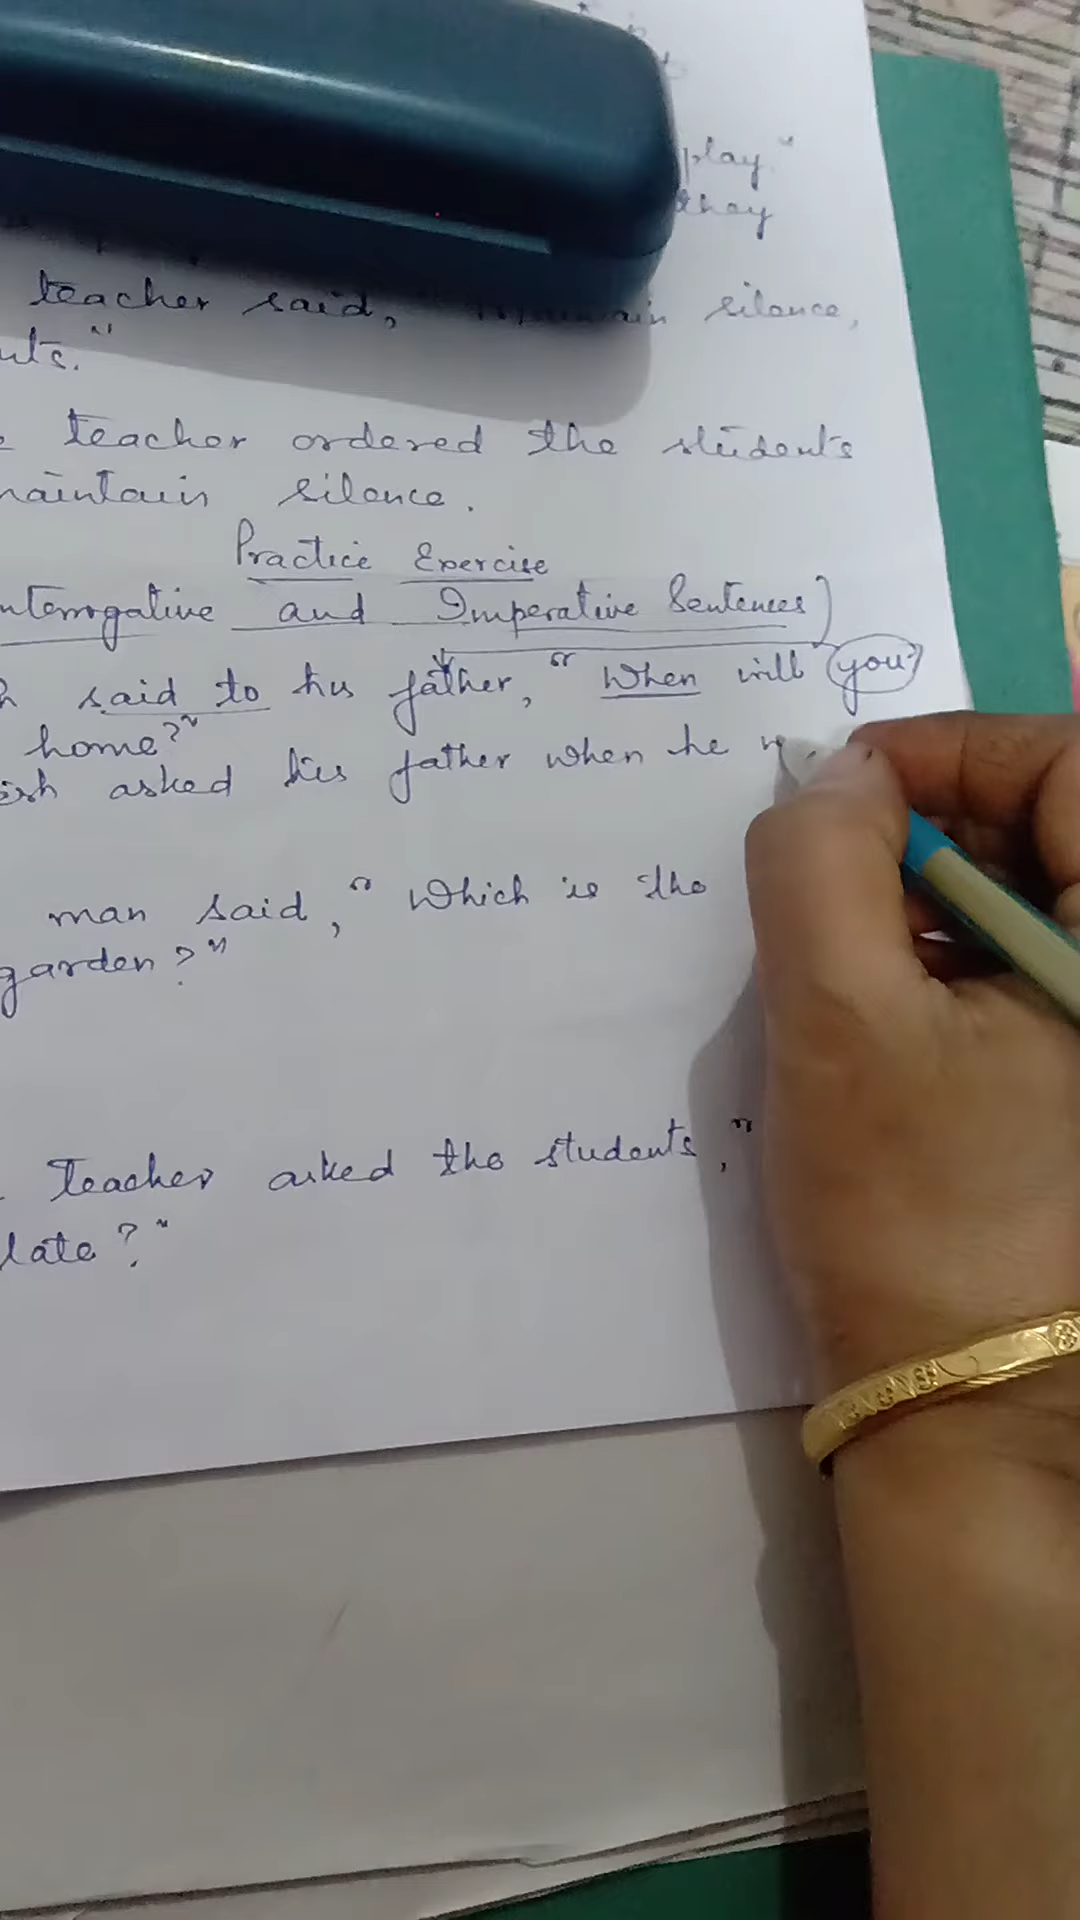 play."
they
teacher said, silence,
nts."
teacher ordered the students
maintain silence.
Practice Exercise
nterrogative and Imperative Sentences)
h said to his father, "When will you
home?"
ish asked his father when he
man said, "Which is the
garden?"
Teacher asked the students,"
late?"